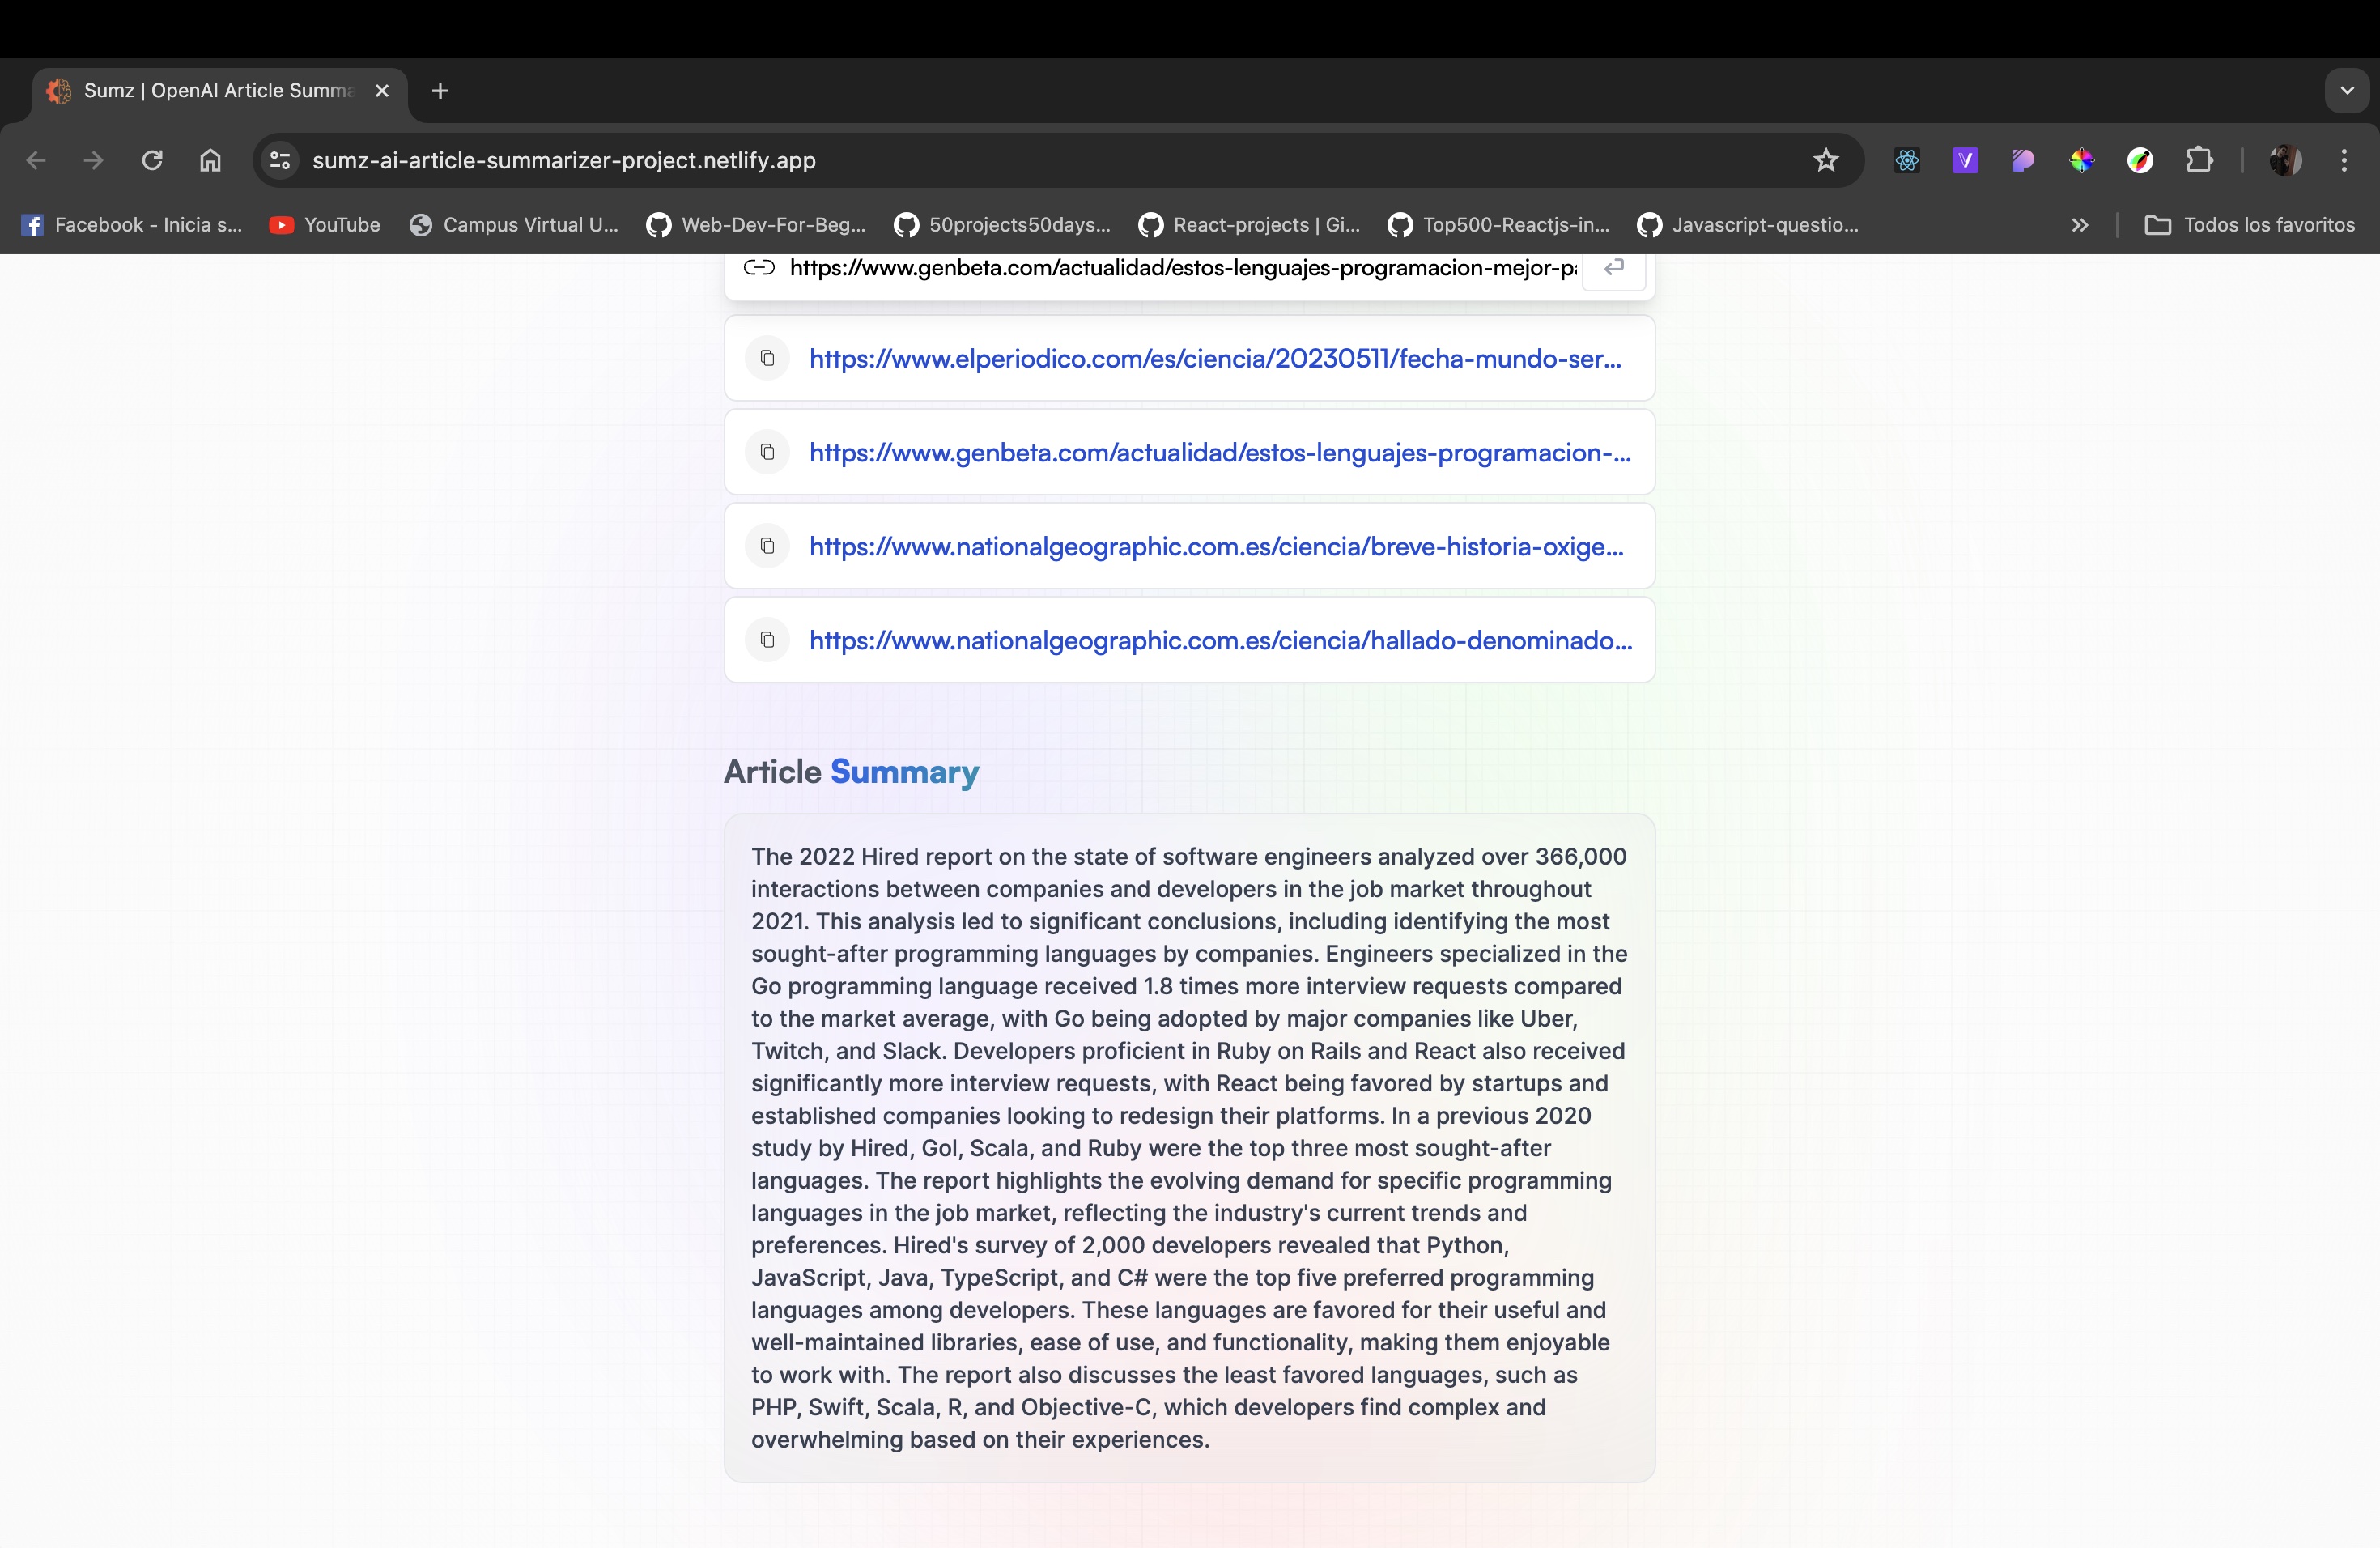 Sumz | OpenAI Article Summa
sumz-ai-article-summarizer-project.netlify.app
Facebook - Inicia s...
YouTube
Campus Virtual U...
Web-Dev-For-Beg...
50projects50days...
React-projects | Gi...
Top500-Reactjs-in...
Javascript-questio...
Todos los favoritos
https://www.genbeta.com/actualidad/estos-lenguajes-programacion-mejor-pa
https://www.elperiodico.com/es/ciencia/20230511/fecha-mundo-ser...
https://www.genbeta.com/actualidad/estos-lenguajes-programacion-...
https://www.nationalgeographic.com.es/ciencia/breve-historia-oxige...
https://www.nationalgeographic.com.es/ciencia/hallado-denominado...
Article Summary
The 2022 Hired report on the state of software engineers analyzed over 366,000
interactions between companies and developers in the job market throughout
2021. This analysis led to significant conclusions, including identifying the most
sought-after programming languages by companies. Engineers specialized in the
Go programming language received 1.8 times more interview requests compared
to the market average, with Go being adopted by major companies like Uber,
Twitch, and Slack. Developers proficient in Ruby on Rails and React also received
significantly more interview requests, with React being favored by startups and
established companies looking to redesign their platforms. In a previous 2020
study by Hired, Gol, Scala, and Ruby were the top three most sought-after
languages. The report highlights the evolving demand for specific programming
languages in the job market, reflecting the industry's current trends and
preferences. Hired's survey of 2,000 developers revealed that Python,
JavaScript, Java, TypeScript, and C# were the top five preferred programming
languages among developers. These languages are favored for their useful and
well-maintained libraries, ease of use, and functionality, making them enjoyable
to work with. The report also discusses the least favored languages, such as
PHP, Swift, Scala, R, and Objective-C, which developers find complex and
overwhelming based on their experiences.